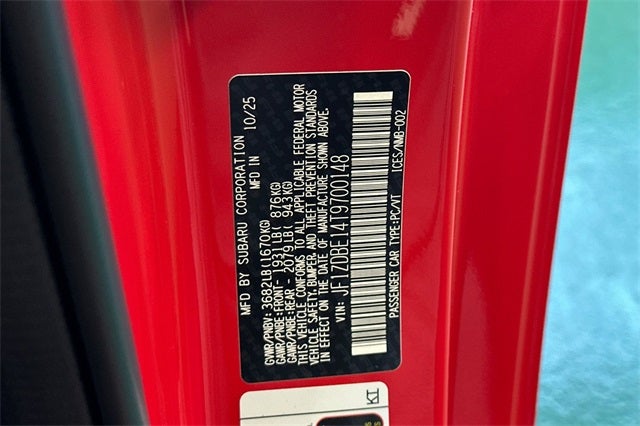 MFD BY SUBARU CORPORATION MFD IN 10/25
GVWR/PNBV: 3682LB(1670KG)
GAWR/PNBE:FRONT- 1931LB( 876KG)
GAWR/PNBE:REAR - 2079LB( 943KG)
THIS VEHICLE CONFORMS TO ALL APPLICABLE FEDERAL MOTOR
VEHICLE SAFETY,BUMPER,AND THEFT PREVENTION STANDARDS
IN EFFECT ON THE DATE OF MANUFACTURE SHOWN ABOVE.
VIN: JF1ZDBE14T9700148
PASSENGER CAR TYPE:PC/VT ICES/NMB-002